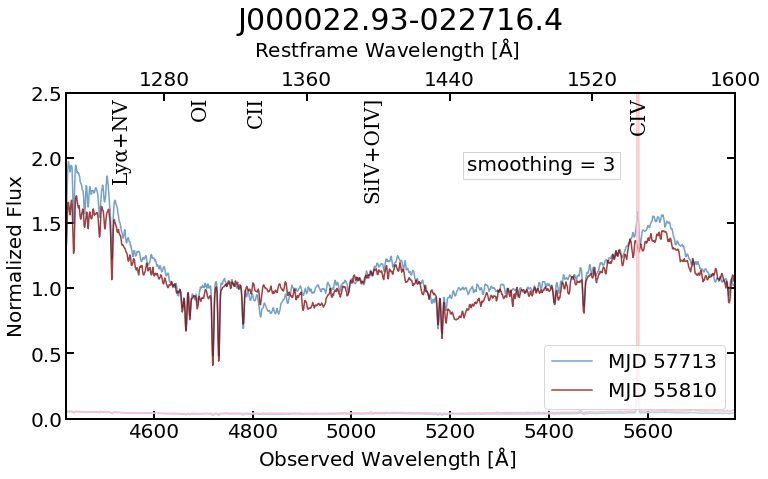 J000022.93-022716.4
Restframe Wavelength [Å]
1280 1360 1440 1520 1600
2.5
2.0
1.5
1.0
0.5
0.0
Normalized Flux
Lyα+NV
OI
CII
SiIV+OIV]
CIV
smoothing = 3
MJD 57713
MJD 55810
4600 4800 5000 5200 5400 5600
Observed Wavelength [Å]